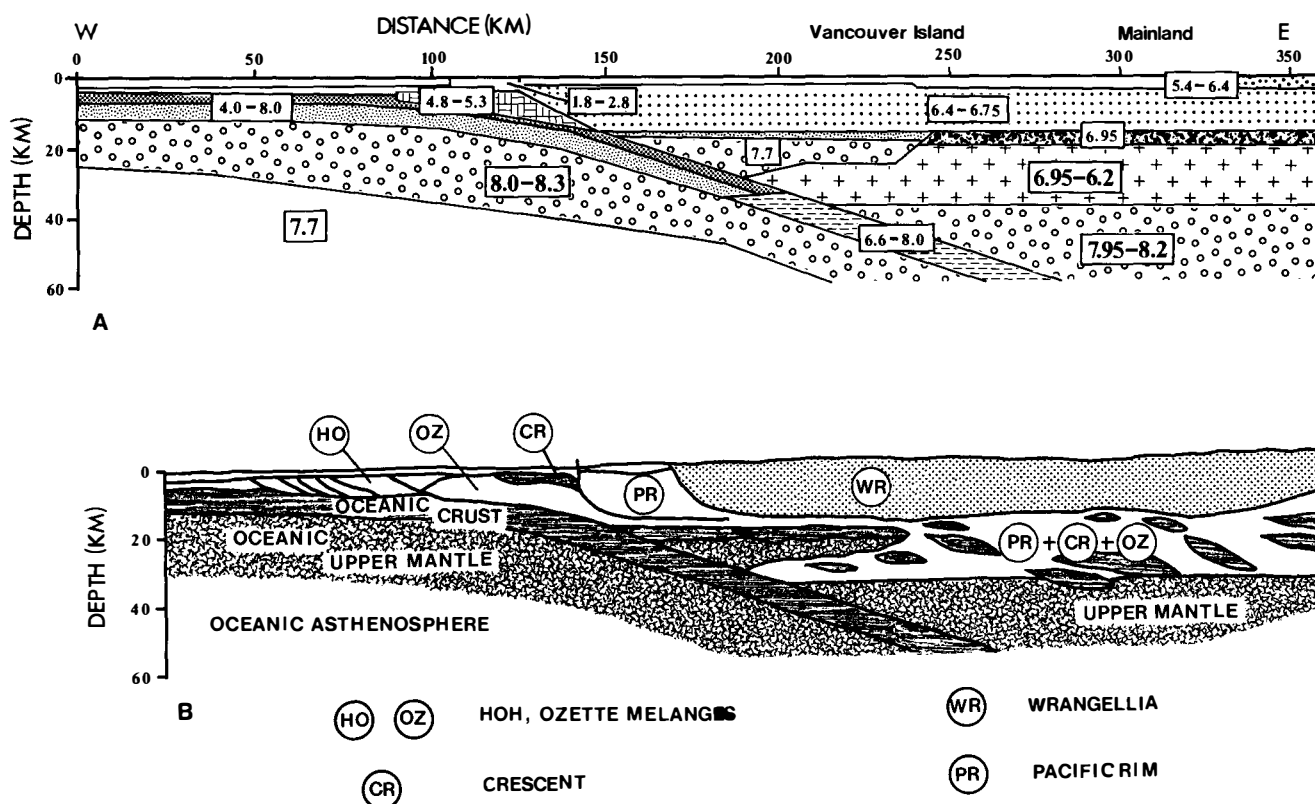 W DISTANCE (KM) Vancouver Island Mainland E
0 50 100 150 200 250 300 350
DEPTH (KM)
0
20
40
60
4.0–8.0
4.8–5.3
1.8–2.8
5.4–6.4
6.4–6.75
6.95
7.7
8.0–8.3
6.95–6.2
7.7
6.6–8.0
7.95–8.2
A
HO OZ CR
DEPTH (KM)
0
20
40
60
PR WR
OCEANIC CRUST
OCEANIC UPPER MANTLE
PR + CR + OZ
UPPER MANTLE
OCEANIC ASTHENOSPHERE
B
HO OZ HOH, OZETTE
WR WRANGELLIA
CR CRESCENT
PR PACIFIC RIM